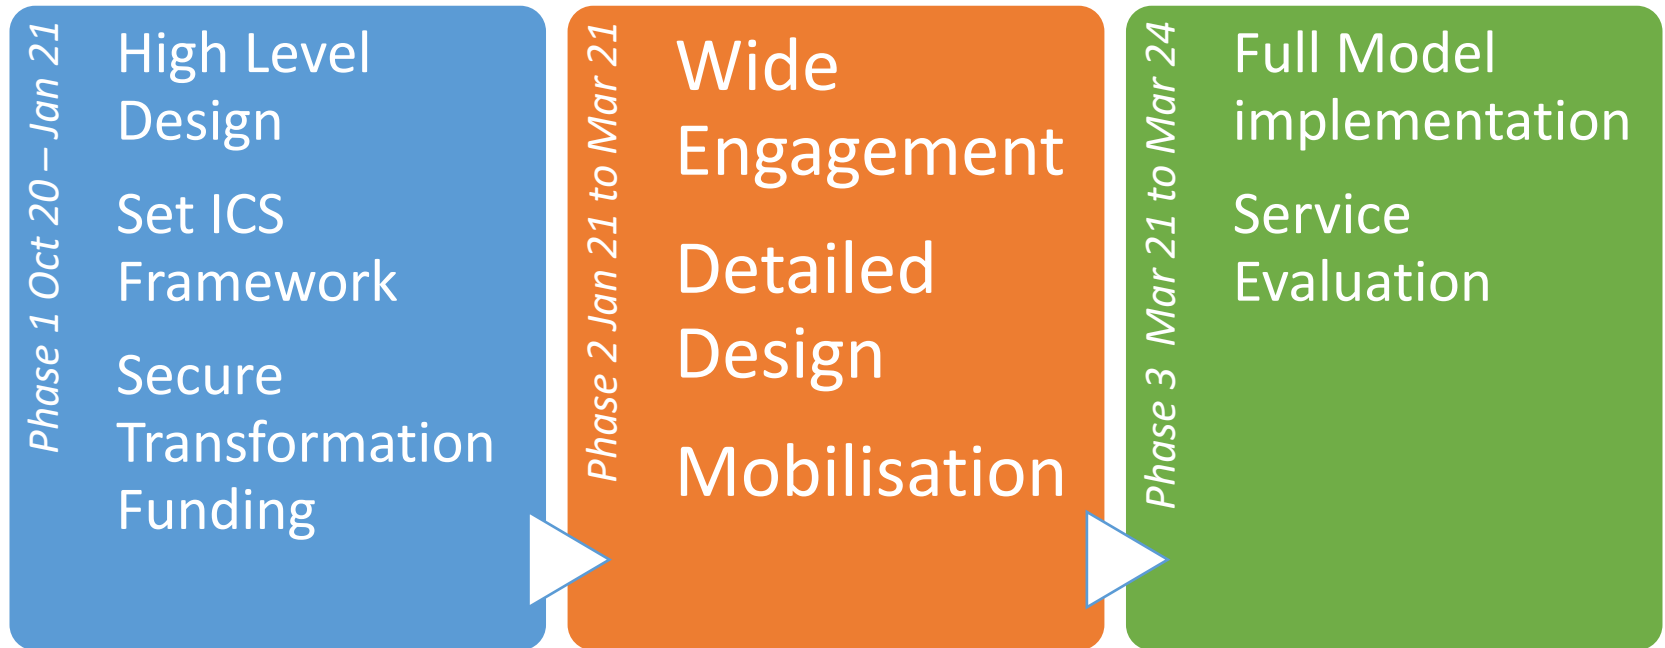 Phase 1 Oct 20 – Jan 21
High Level
Design
Set ICS
Framework
Secure
Transformation
Funding
Phase 2 Jan 21 to Mar 21
Wide
Engagement
Detailed
Design
Mobilisation
Phase 3 Mar 21 to Mar 24
Full Model
implementation
Service
Evaluation